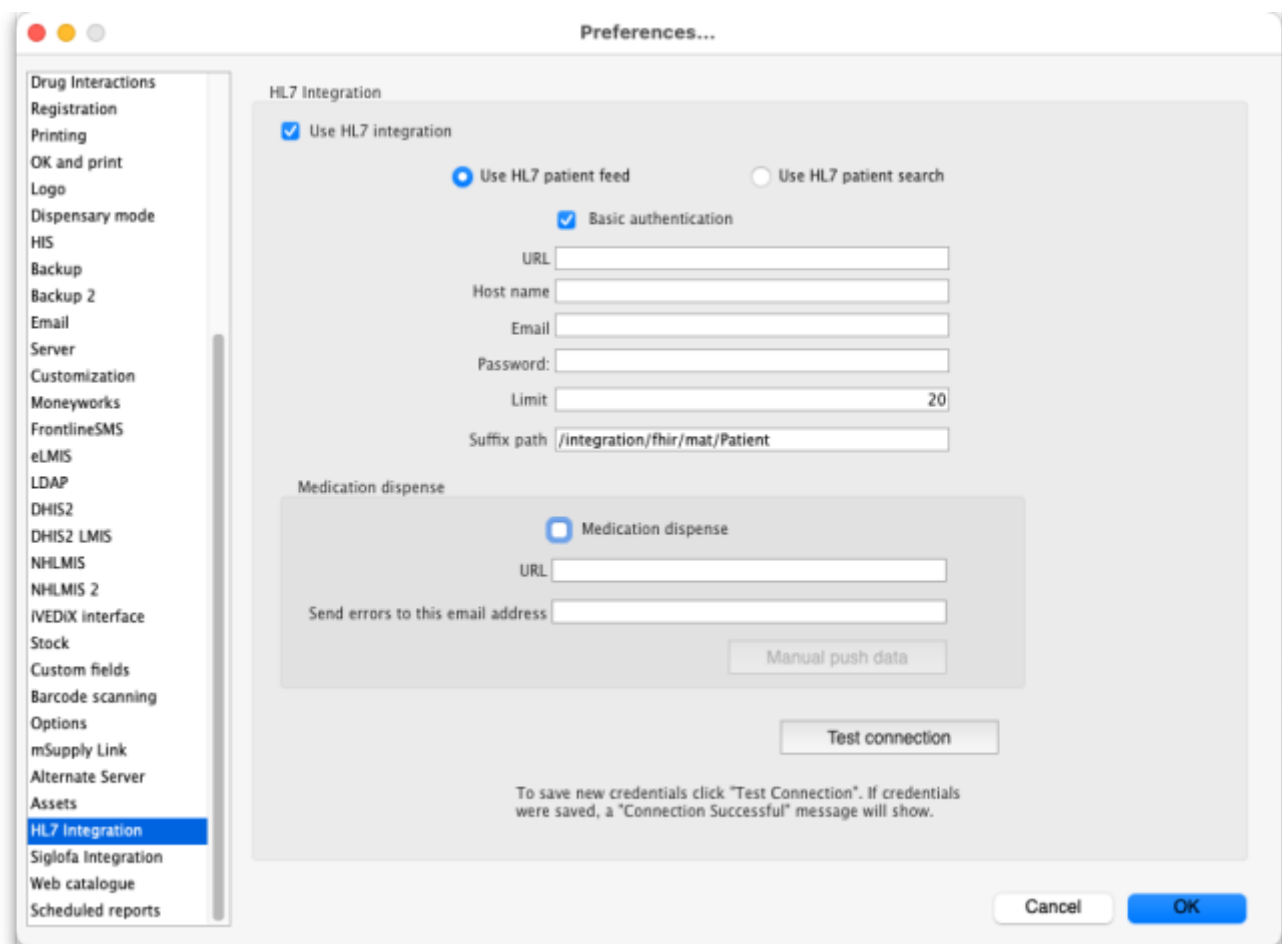 Preferences...
Drug Interactions
Registration
Printing
OK and print
Logo
Dispensary mode
HIS
Backup
Backup 2
Email
Server
Customization
Moneyworks
FrontlineSMS
eLMIS
LDAP
DHIS2
DHIS2 LMIS
NHLMIS
NHLMIS 2
iVEDiX interface
Stock
Custom fields
Barcode scanning
Options
mSupply Link
Alternate Server
Assets
HL7 Integration
Siglofa Integration
Web catalogue
Scheduled reports
HL7 Integration
Use HL7 integration
Use HL7 patient feed Use HL7 patient search
Basic authentication
URL
Host name
Email
Password:
Limit 20
Suffix path /integration/fhir/mat/Patient
Medication dispense
Medication dispense
URL
Send errors to this email address
Manual push data
Test connection
To save new credentials click "Test Connection". If credentials
were saved, a "Connection Successful" message will show.
Cancel OK